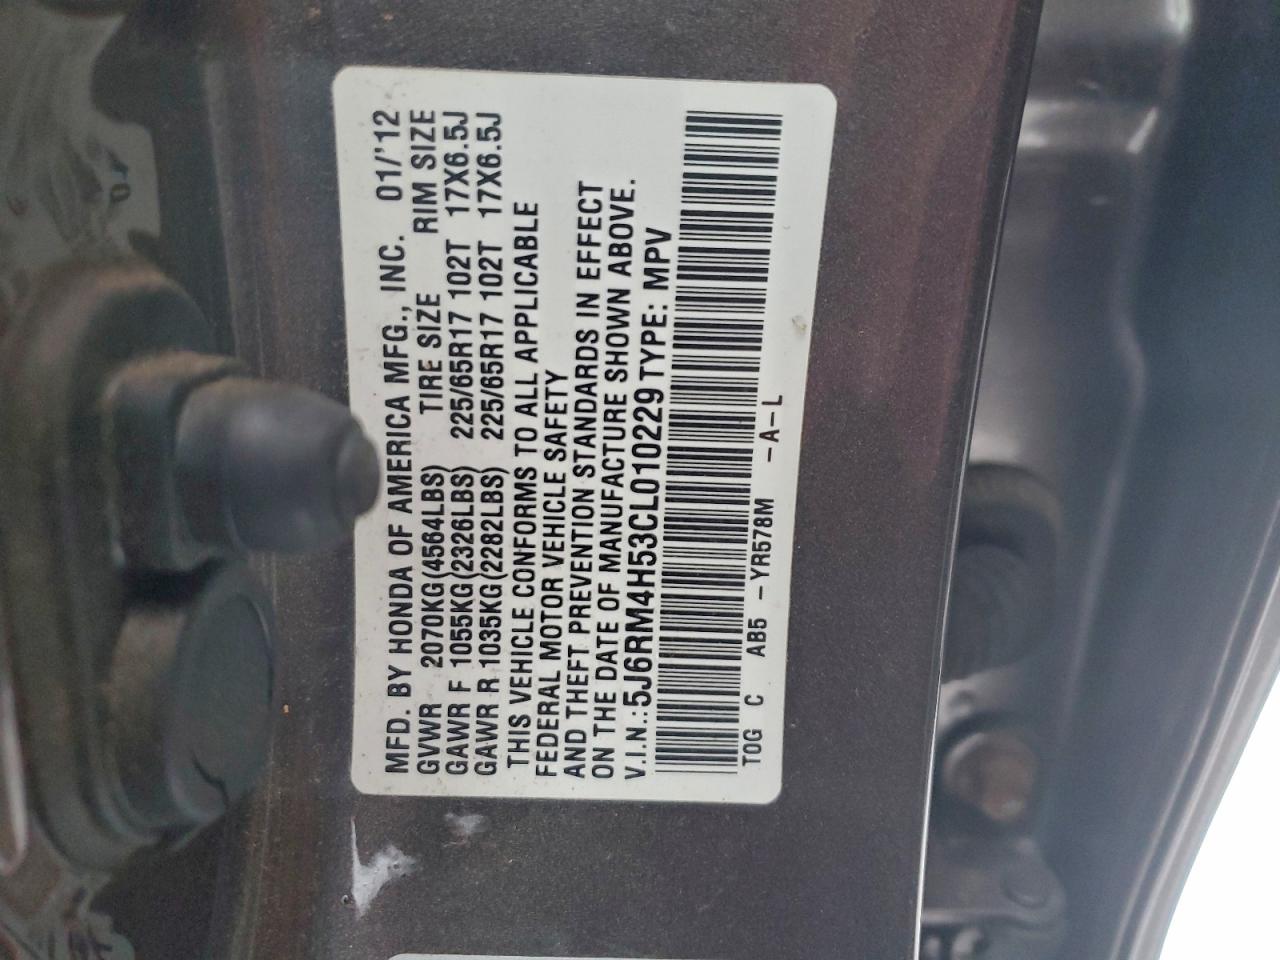 MFD. BY HONDA OF AMERICA MFG., INC. 01/'12
GVWR 2070KG(4564LBS) TIRE SIZE RIM SIZE
GAWR F 1055KG(2326LBS) 225/65R17 102T 17X6.5J
GAWR R 1035KG(2282LBS) 225/65R17 102T 17X6.5J
THIS VEHICLE CONFORMS TO ALL APPLICABLE
FEDERAL MOTOR VEHICLE SAFETY
AND THEFT PREVENTION STANDARDS IN EFFECT
ON THE DATE OF MANUFACTURE SHOWN ABOVE.
V.I.N.:5J6RM4H53CL010229 TYPE: MPV
T0G C AB5 -YR578M -A-L